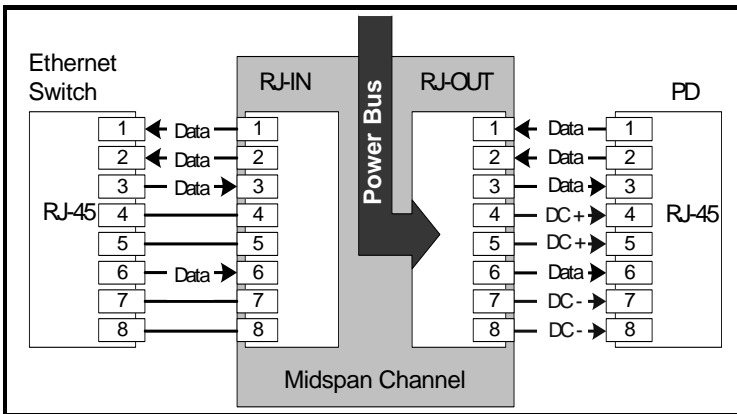 Ethernet
Switch
RJ-IN
RJ-OUT
PD
Power Bus
RJ-45
RJ-45
1 Data 1
2 Data 2
3 Data 3
4 4
5 5
6 Data 6
7 7
8 8
1 Data 1
2 Data 2
3 Data 3
4 DC+ 4
5 DC+ 5
6 Data 6
7 DC- 7
8 DC- 8
Midspan Channel